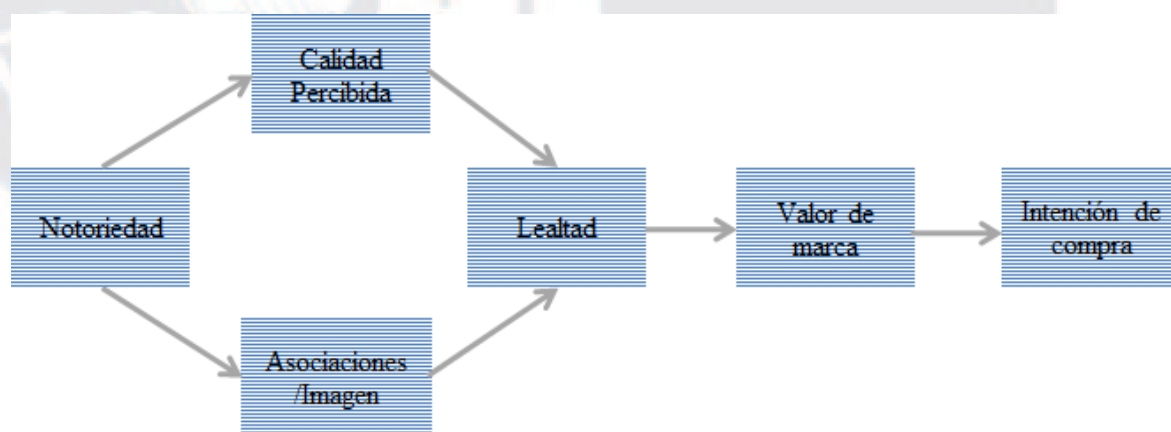 Calidad
Percibida
Notoriedad
Lealtad
Valor de
marca
Intención de
compra
Asociaciones
/Imagen